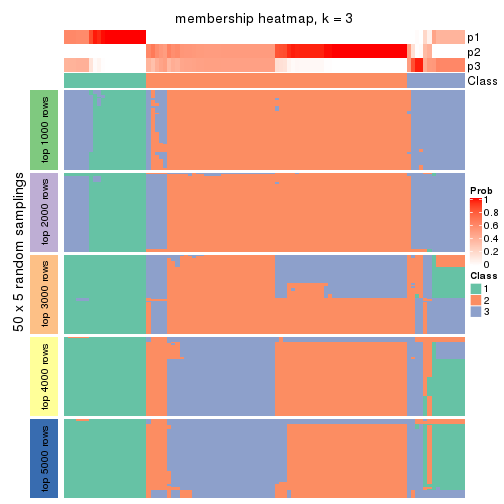 membership heatmap, k = 3
p1
p2
p3
Class
50 x 5 random samplings
top 1000 rows
top 2000 rows
top 3000 rows
top 4000 rows
top 5000 rows
Prob
1
0.8
0.6
0.4
0.2
0
Class
1
2
3